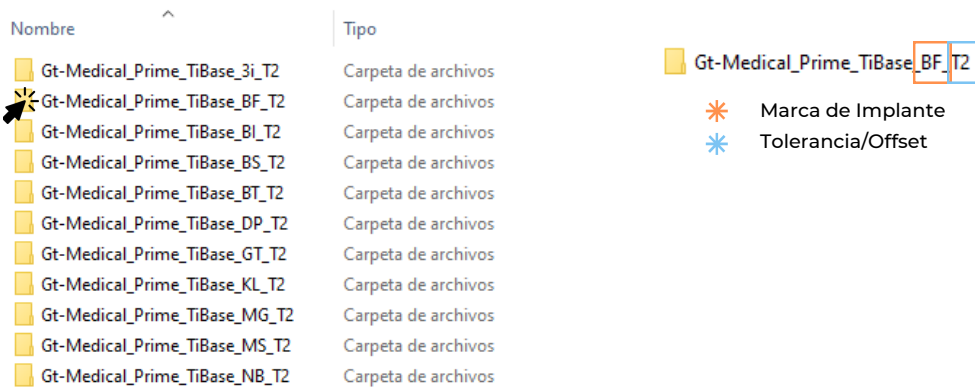 Nombre Tipo
Gt-Medical_Prime_TiBase_3i_T2 Carpeta de archivos
Gt-Medical_Prime_TiBase_BF_T2 Carpeta de archivos
Gt-Medical_Prime_TiBase_BI_T2 Carpeta de archivos
Gt-Medical_Prime_TiBase_BS_T2 Carpeta de archivos
Gt-Medical_Prime_TiBase_BT_T2 Carpeta de archivos
Gt-Medical_Prime_TiBase_DP_T2 Carpeta de archivos
Gt-Medical_Prime_TiBase_GT_T2 Carpeta de archivos
Gt-Medical_Prime_TiBase_KL_T2 Carpeta de archivos
Gt-Medical_Prime_TiBase_MG_T2 Carpeta de archivos
Gt-Medical_Prime_TiBase_MS_T2 Carpeta de archivos
Gt-Medical_Prime_TiBase_NB_T2 Carpeta de archivos
Gt-Medical_Prime_TiBase_BF_T2
Marca de Implante
Tolerancia/Offset